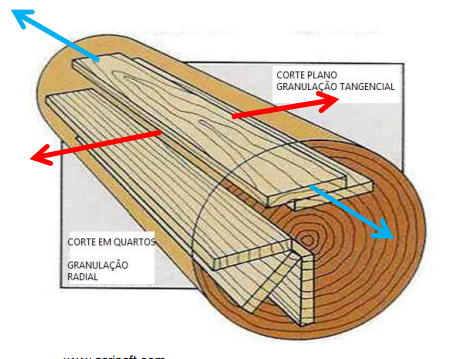 CORTE PLANO
GRANULAÇÃO TANGENCIAL
CORTE EM QUARTOS
GRANULAÇÃO
RADIAL